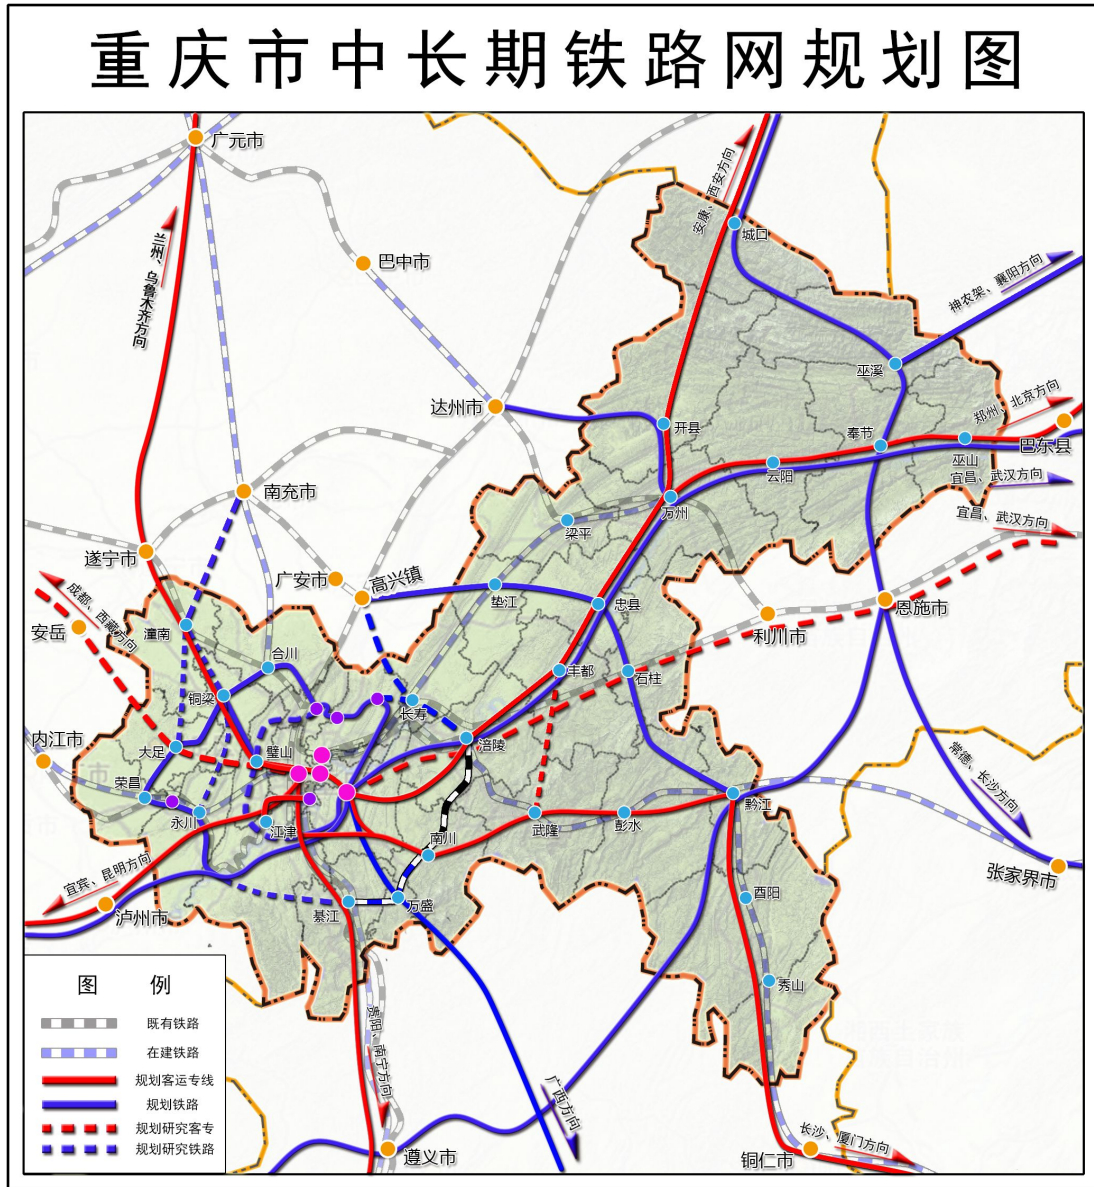 重庆市中长期铁路网规划图
广元市
安康、西安方向
城口
兰州、乌鲁木齐方向
巴中市
神农架、襄阳方向
巫溪
达州市
开县
奉节
郑州、北京方向
巴东县
巫山
云阳
宜昌、武汉方向
南充市
万州
宜昌、武汉方向
梁平
遂宁市
广安市
高兴镇
垫江
忠县
恩施市
利川市
成都、西藏方向
安岳
潼南
合川
丰都
石柱
铜梁
长寿
内江市
大足
璧山
涪陵
荣昌
永川
江津
南川
武隆
彭水
黔江
常德、长沙方向
张家界市
宜宾、昆明方向
泸州市
綦江
万盛
酉阳
秀山
贵阳、南宁方向
广西方向
遵义市
长沙、厦门方向
铜仁市
图例
既有铁路
在建铁路
规划客运专线
规划铁路
规划研究客专
规划研究铁路